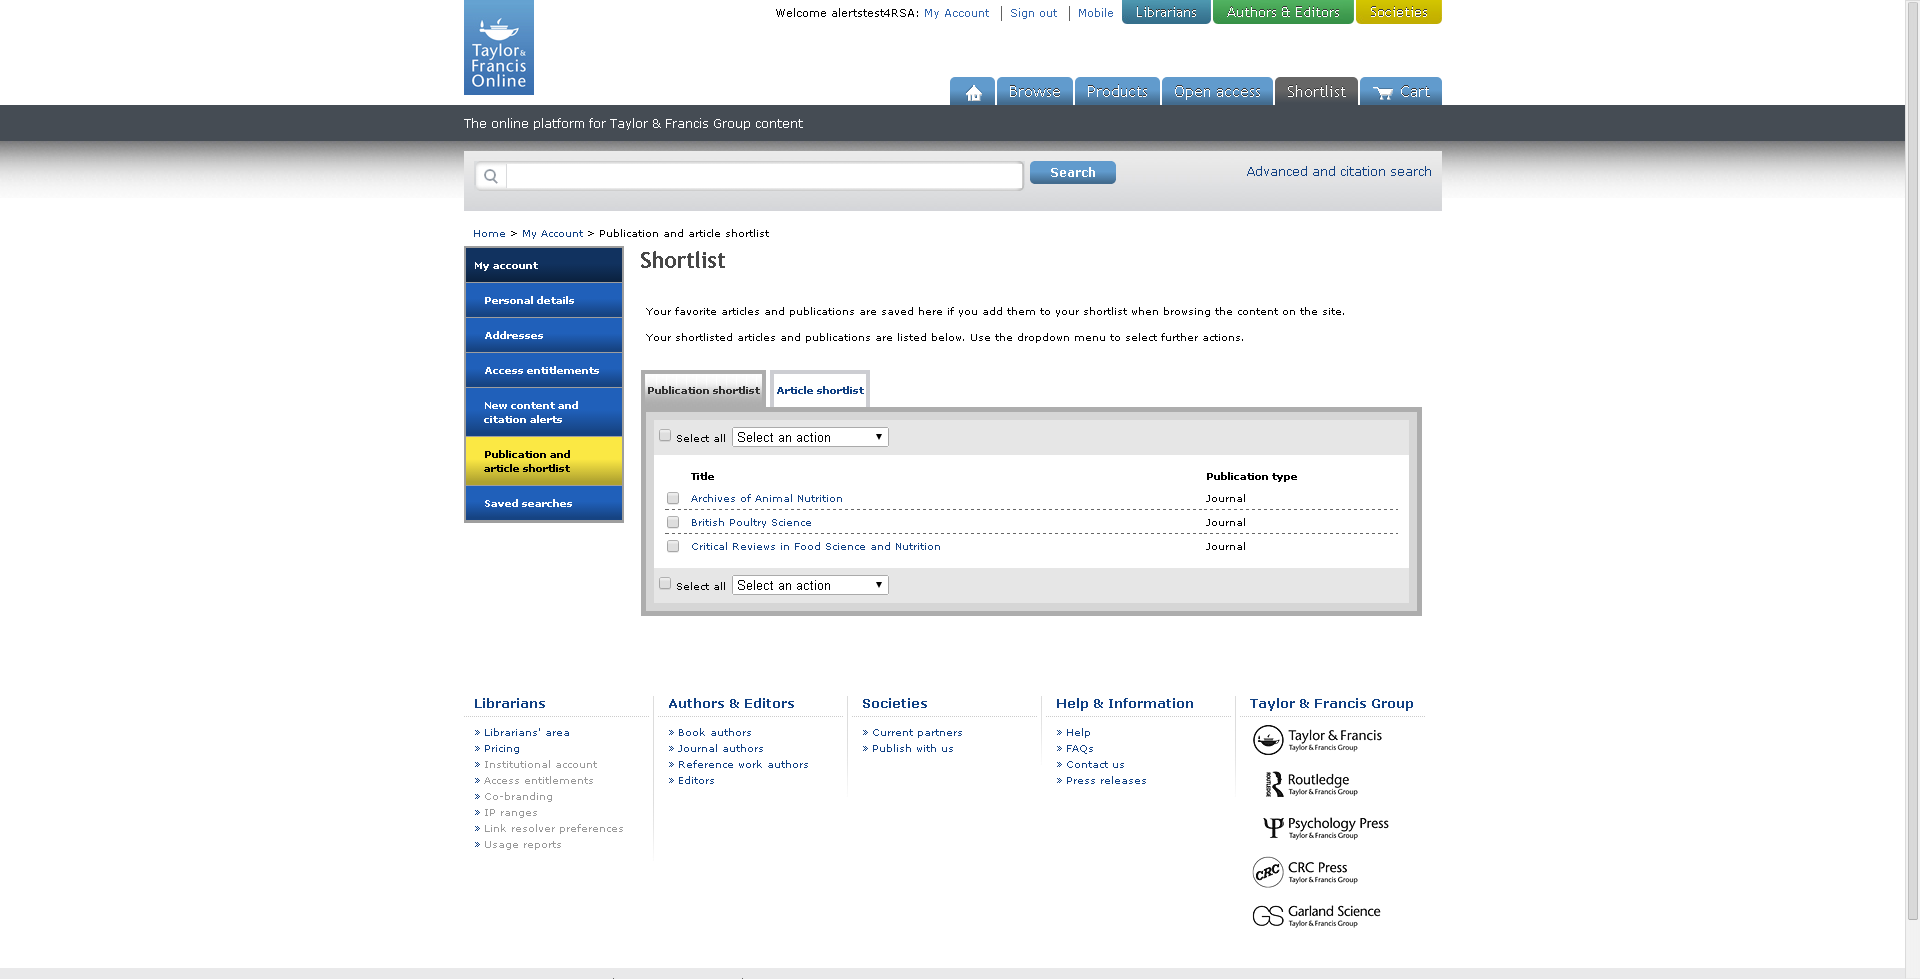 Welcome alertstest4RSA: My Account | Sign out | Mobile
Librarians
Authors & Editors
Societies
Taylor &
Francis
Online
Browse
Products
Open access
Shortlist
Cart
The online platform for Taylor & Francis Group content
Search
Advanced and citation search
Home > My Account > Publication and article shortlist
My account
Personal details
Addresses
Access entitlements
New content and
citation alerts
Publication and
article shortlist
Saved searches
Shortlist
Your favorite articles and publications are saved here if you add them to your shortlist when browsing the content on the site.
Your shortlisted articles and publications are listed below. Use the dropdown menu to select further actions.
Publication shortlist
Article shortlist
Select all Select an action
Title Publication type
Archives of Animal Nutrition Journal
British Poultry Science Journal
Critical Reviews in Food Science and Nutrition Journal
Select all Select an action
Librarians
» Librarians' area
» Pricing
» Institutional account
» Access entitlements
» Co-branding
» IP ranges
» Link resolver preferences
» Usage reports
Authors & Editors
» Book authors
» Journal authors
» Reference work authors
» Editors
Societies
» Current partners
» Publish with us
Help & Information
» Help
» FAQs
» Contact us
» Press releases
Taylor & Francis Group
Taylor & Francis
Taylor & Francis Group
ROUTLEDGE
Routledge
Taylor & Francis Group
Psychology Press
Taylor & Francis Group
CRC
CRC Press
Taylor & Francis Group
GS
Garland Science
Taylor & Francis Group